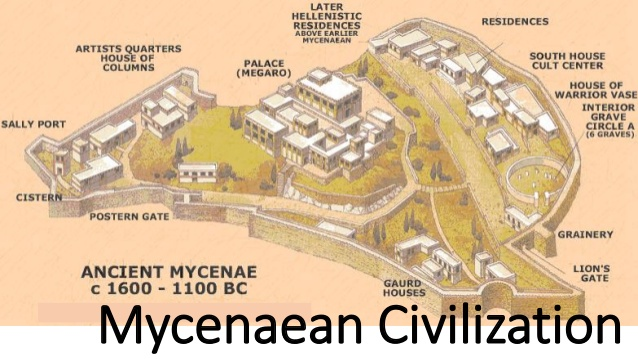 LATER
HELLENISTIC
RESIDENCES
ABOVE EARLIER
MYCENAEAN
RESIDENCES
ARTISTS QUARTERS
HOUSE OF
COLUMNS
PALACE
(MEGARO)
SOUTH HOUSE
CULT CENTER
HOUSE OF
WARRIOR VASE
INTERIOR
GRAVE
CIRCLE A
(6 GRAVES)
SALLY PORT
CISTERN
POSTERN GATE
GRAINERY
LION'S
GATE
GAURD
HOUSES
ANCIENT MYCENAE
c 1600 - 1100 BC
Mycenaean Civilization